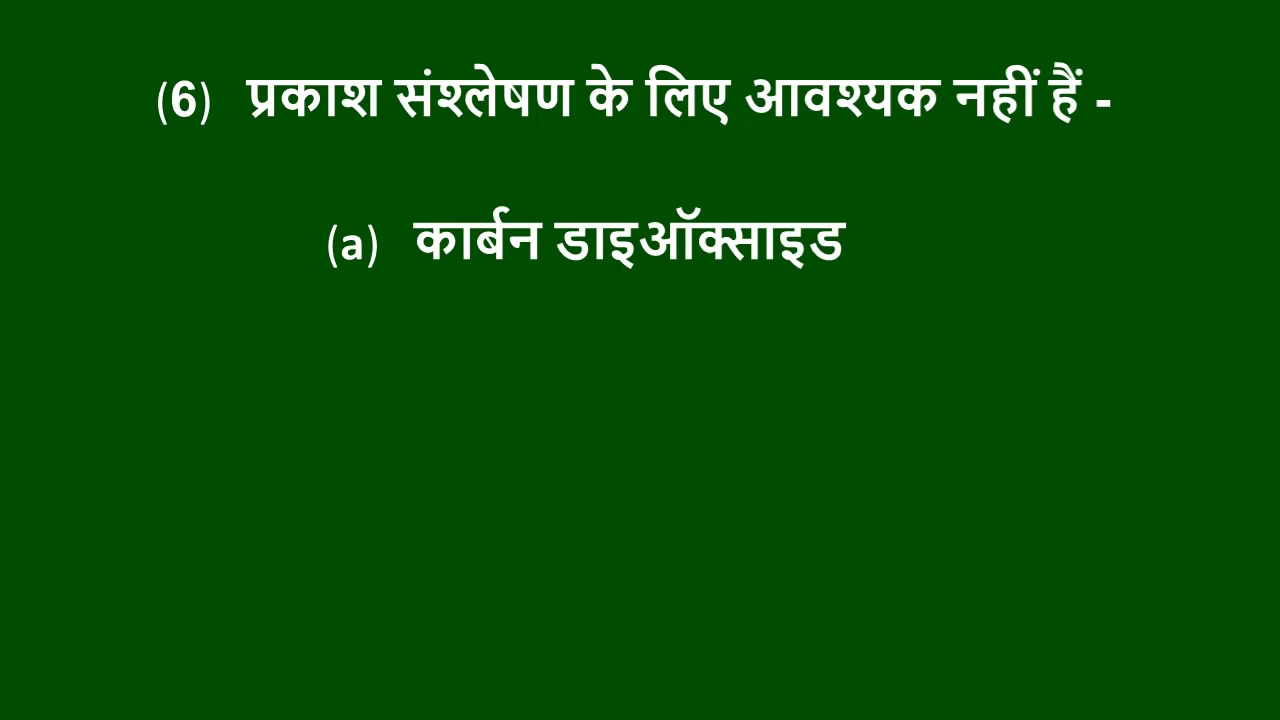 (6) प्रकाश संश्लेषण के लिए आवश्यक नहीं हैं -
(a) कार्बन डाइऑक्साइड